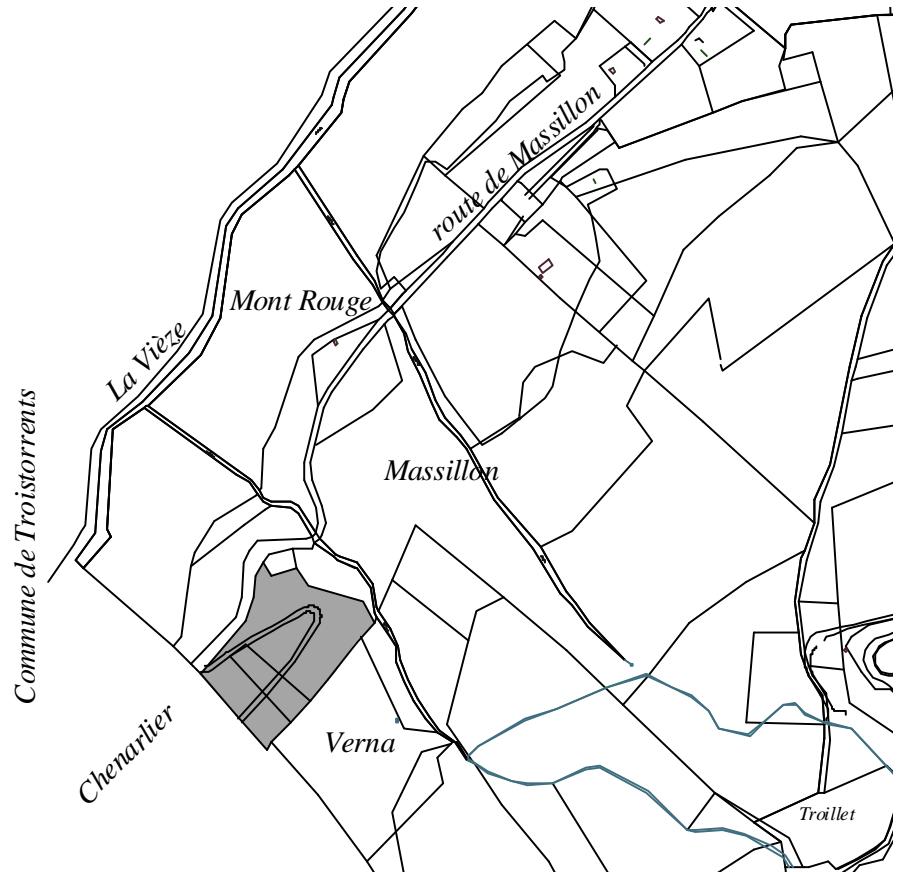 route de Massillon
Mont Rouge
La Vièze
Commune de Troistorrents
Massillon
Chenarlier
Verna
Troillet